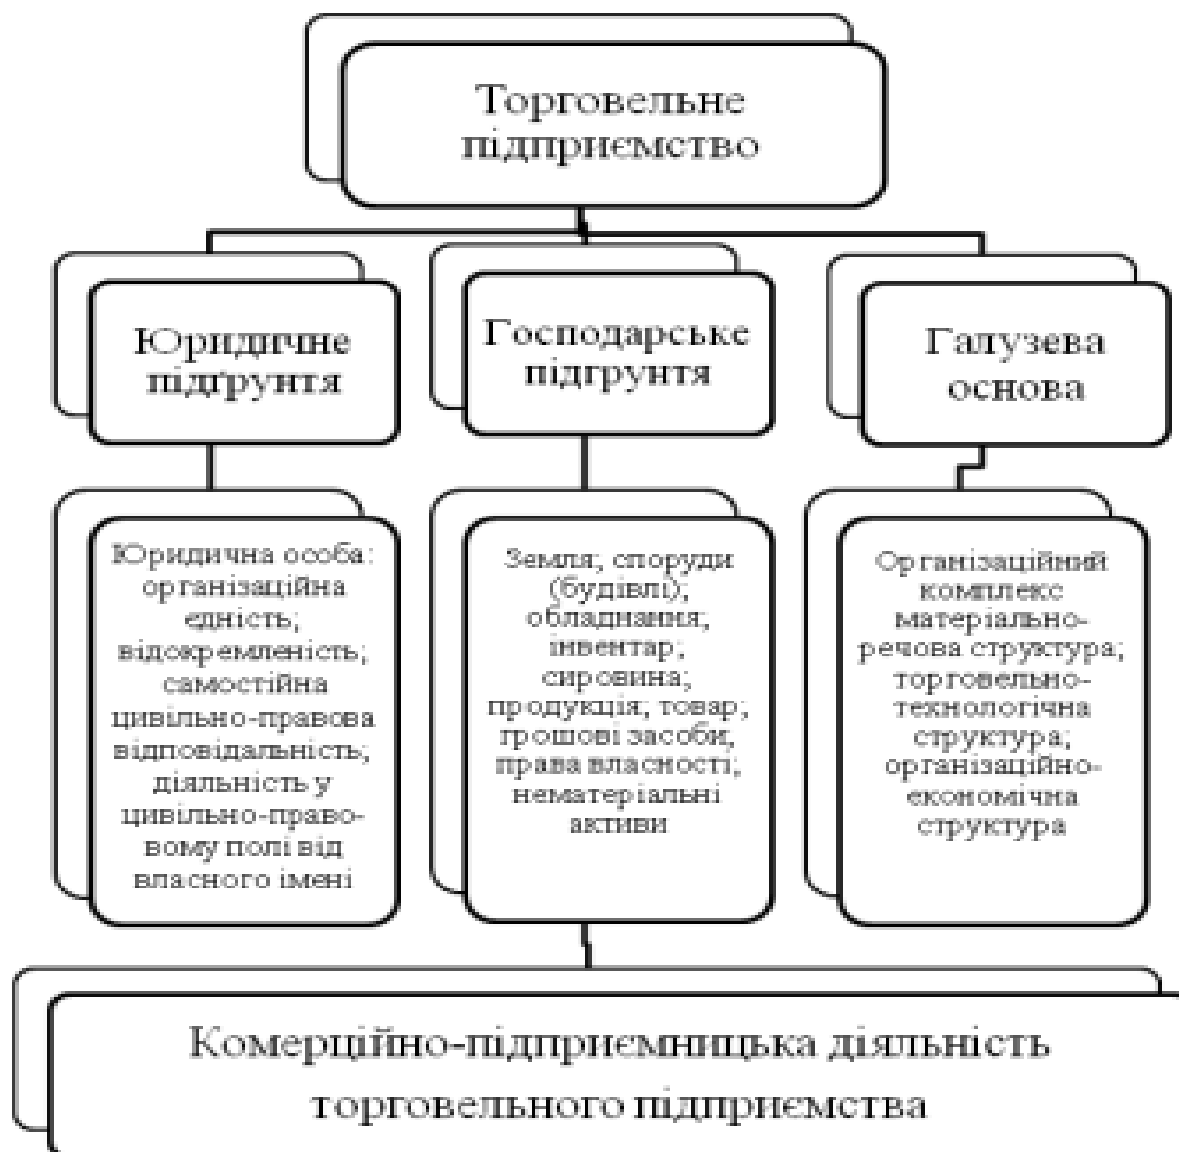 Торговельне
підприємство
Юридичне
підґрунтя
Господарське
підгрунтя
Галузева
основа
Юридична особа:
організаційна
єдність;
відокремленість;
самостійна
цивільно-правова
відповідальність;
діяльність у
цивільно-право-
вому полі від
власного імені
Земля; споруди
(будівлі);
обладнання;
інвентар;
сировина;
продукція; товар;
грошові засоби,
права власності;
нематеріальні
активи
Організаційний
комплекс
матеріально-
речова структура;
торговельно-
технологічна
структура;
організаційно-
економічна
структура
Комерційно-підприємницька діяльність
торговельного підприємства